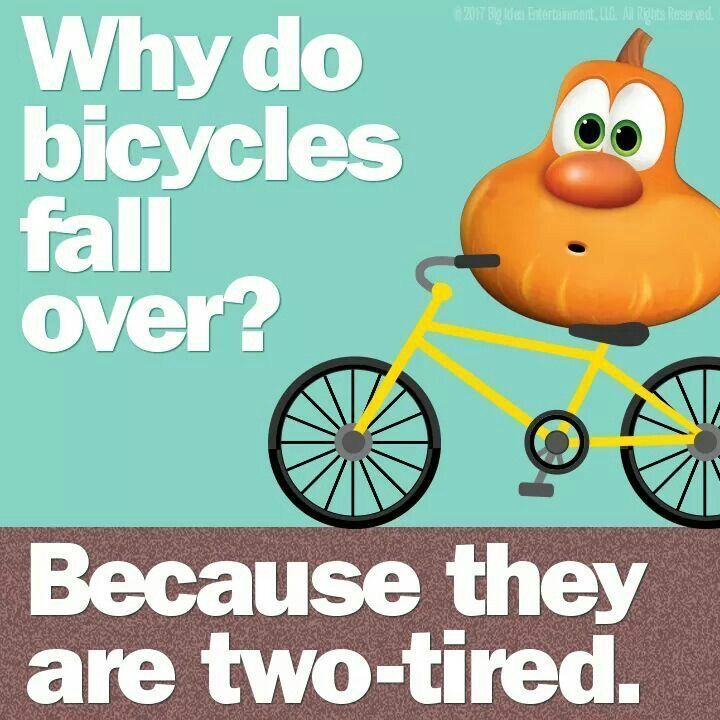 © 2017 Big Idea Entertainment, LLC. All Rights Reserved.
Why do
bicycles
fall
over?
Because they
are two-tired.